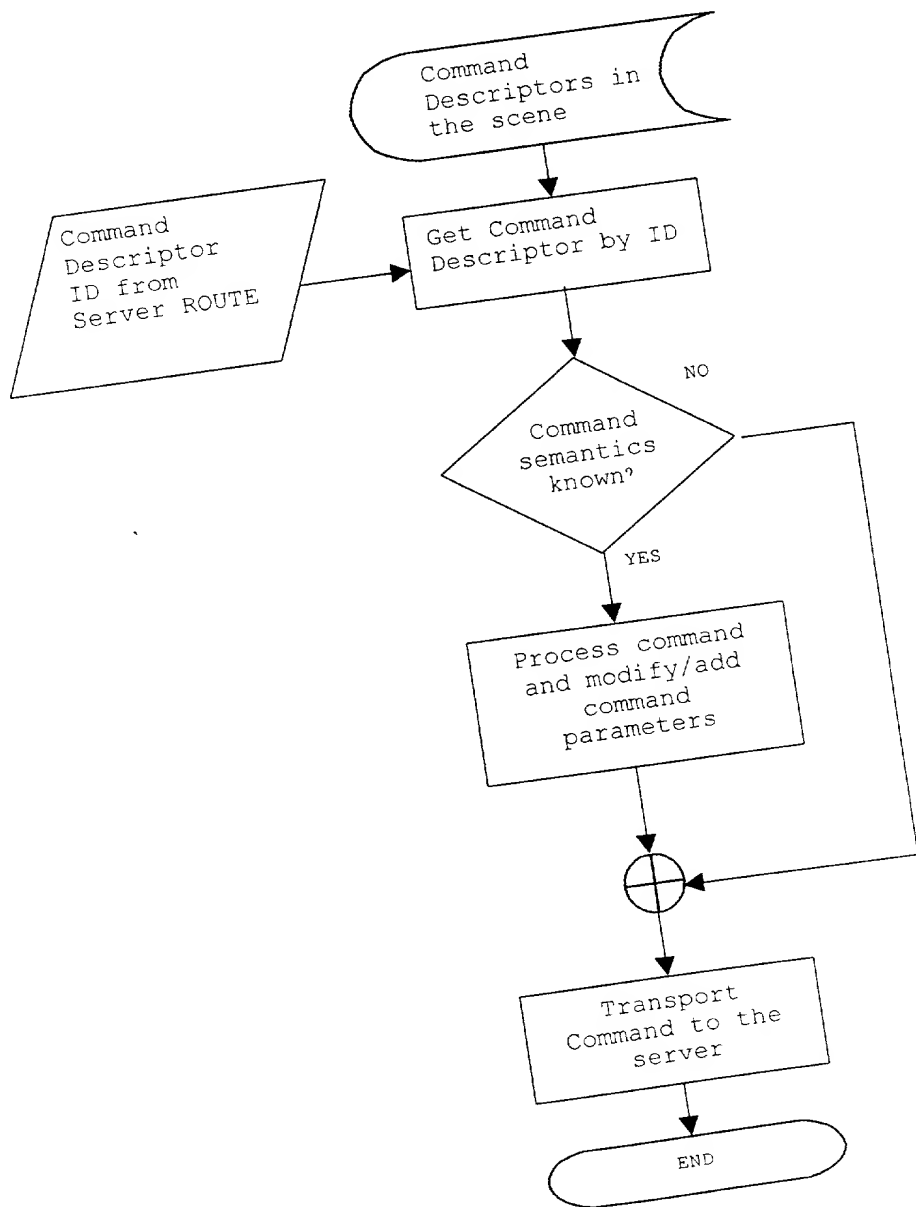 Command
Descriptors in
the scene
Command
Descriptor
ID from
Server ROUTE
Get Command
Descriptor by ID
NO
Command
semantics
known?
YES
Process command
and modify/add
command
parameters
Transport
Command to the
server
END